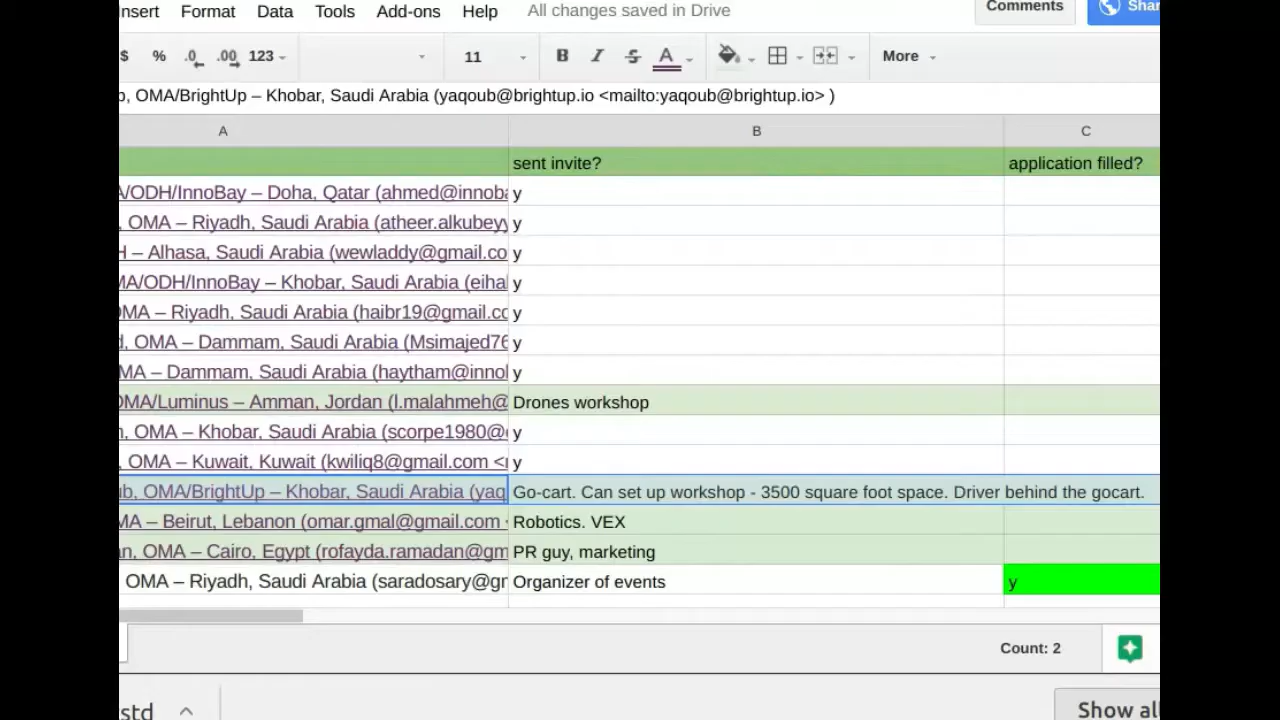 nsert Format Data Tools Add-ons Help All changes saved in Drive Comments Shar
$ % .0 .00 123 11 B I S A More
o, OMA/BrightUp – Khobar, Saudi Arabia (yaqoub@brightup.io <mailto:yaqoub@brightup.io> )
A B C
sent invite? application filled?
A/ODH/InnoBay – Doha, Qatar (ahmed@innoba y
, OMA – Riyadh, Saudi Arabia (atheer.alkubeyy y
H – Alhasa, Saudi Arabia (wewladdy@gmail.co y
MA/ODH/InnoBay – Khobar, Saudi Arabia (eiha y
OMA – Riyadh, Saudi Arabia (haibr19@gmail.co y
d, OMA – Dammam, Saudi Arabia (Msimajed76 y
MA – Dammam, Saudi Arabia (haytham@innol y
OMA/Luminus – Amman, Jordan (l.malahmeh@ Drones workshop
n, OMA – Khobar, Saudi Arabia (scorpe1980@ y
, OMA – Kuwait, Kuwait (kwiliq8@gmail.com < y
ub, OMA/BrightUp – Khobar, Saudi Arabia (yaq Go-cart. Can set up workshop - 3500 square foot space. Driver behind the gocart.
MA – Beirut, Lebanon (omar.gmal@gmail.com Robotics. VEX
an, OMA – Cairo, Egypt (rofayda.ramadan@gm PR guy, marketing
, OMA – Riyadh, Saudi Arabia (saradosary@gr Organizer of events y
Count: 2
std Show all